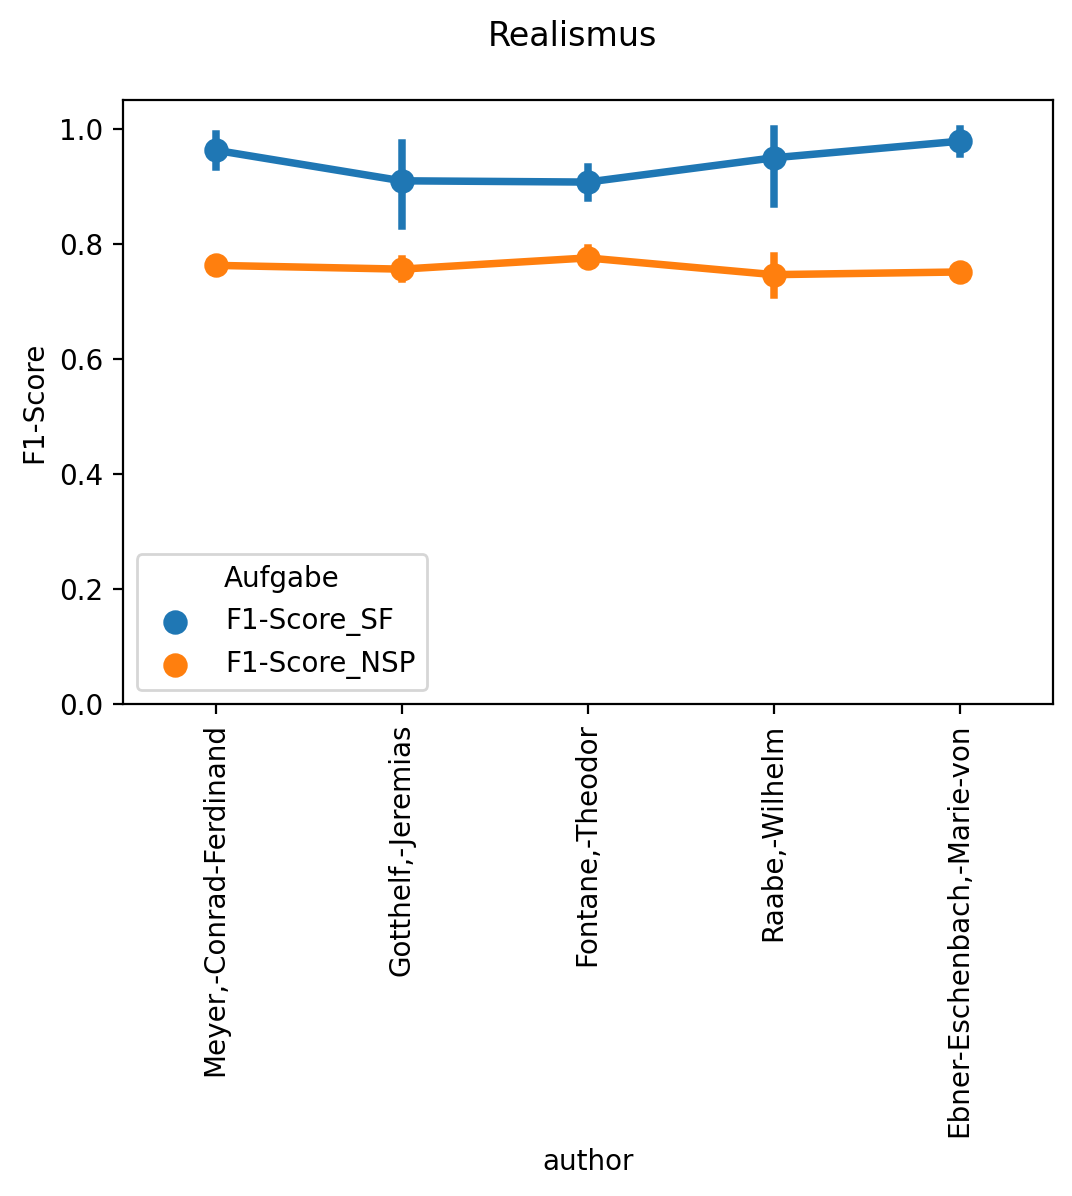 Realismus
F1-Score
1.0
0.8
0.6
0.4
0.2
0.0
Aufgabe
F1-Score_SF
F1-Score_NSP
Meyer,-Conrad-Ferdinand
Gotthelf,-Jeremias
Fontane,-Theodor
Raabe,-Wilhelm
Ebner-Eschenbach,-Marie-von
author